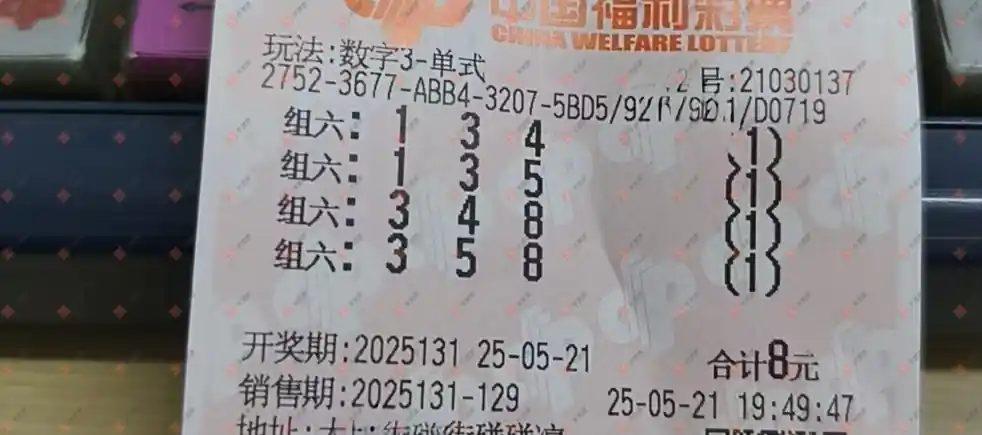 中国福利彩票
CHINA WELFARE LOTTERY
玩法:数字3-单式
号:21030137
2752-3677-ABB4-3207-5BD5/
/D0719
组六: 1 3 4 (1)
组六: 1 3 5 (1)
组六: 3 4 8 (1)
组六: 3 5 8 (1)
开奖期:2025131 25-05-21 合计8元
销售期:2025131-129 25-05-21 19:49:47
地址: